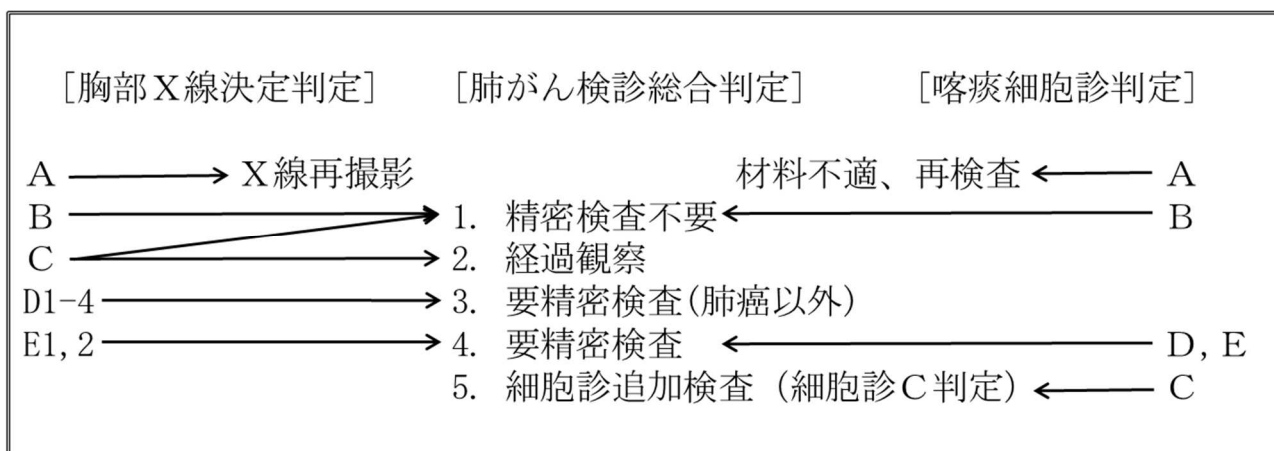 [胸部X線決定判定] [肺がん検診総合判定] [喀痰細胞診判定]
A X線再撮影 材料不適、再検査 A
B 1. 精密検査不要 B
C 2. 経過観察
D1-4 3. 要精密検査(肺癌以外)
E1,2 4. 要精密検査 D, E
5. 細胞診追加検査 (細胞診C判定) C